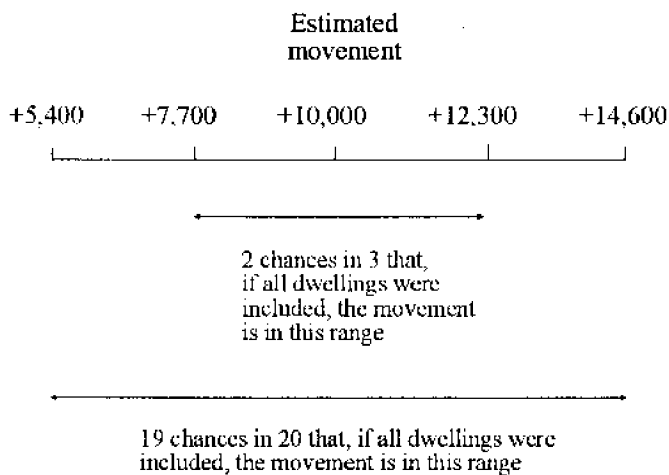 Estimated
movement
+5,400 +7,700 +10,000 +12,300 +14,600
2 chances in 3 that,
if all dwellings were
included, the movement
is in this range
19 chances in 20 that, if all dwellings were
included, the movement is in this range